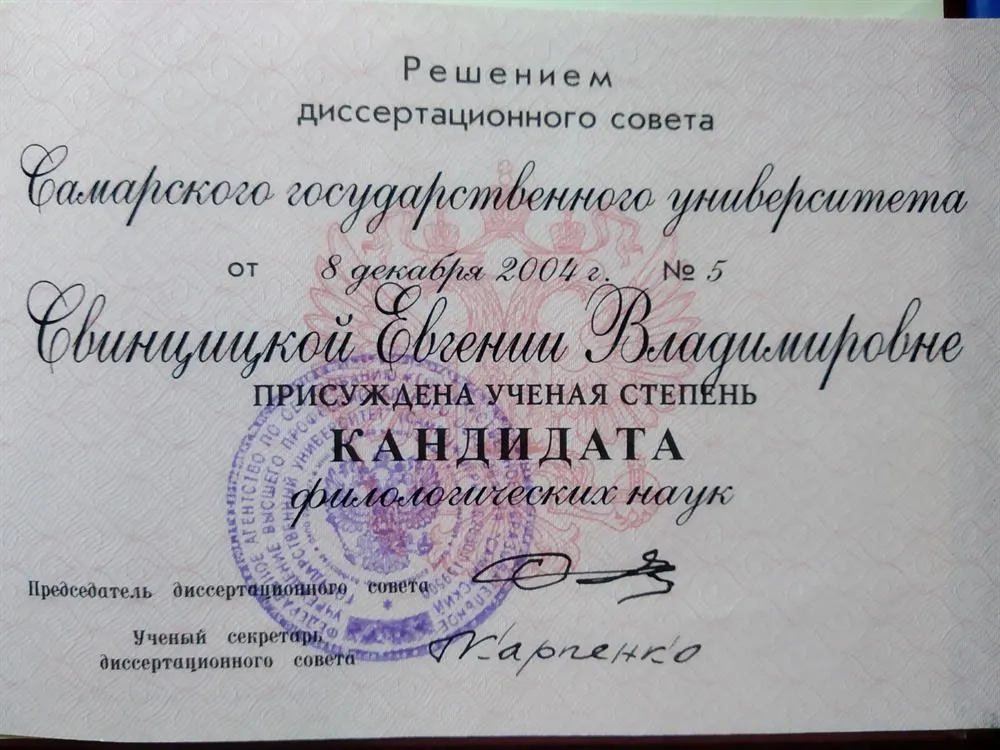 Решением
диссертационного совета
Самарского государственного университета
от 8 декабря 2004 г. № 5
Свинцицкой Евгении Владимировне
ПРИСУЖДЕНА УЧЕНАЯ СТЕПЕНЬ
КАНДИДАТА
филологических наук
Председатель диссертационного совета
Ученый секретарь
диссертационного совета
Карпенко